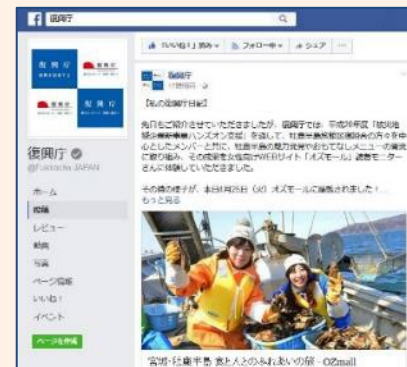 復興庁
「いいね！」済み フォロー中 シェア
復興庁
【私の復興庁日記】
先日もご紹介させていただきましたが、復興庁では、平成28年度「被災地
域企業新事業ハンズオン支援」を通して、牡鹿半島の方々を中
心としたメンバーと共に、牡鹿半島の魅力発見やおもてなしメニューの開発
に取り組み、その成果を女性向けWEBサイト「オズモール」読者モニター
さんに体験していただきました。
その時の様子が、本日4月25日（火）オズモールに掲載されました！...
もっと見る
復興庁
JAPAN
ホーム
投稿
レビュー
動画
写真
ページ情報
いいね！
イベント
ページを作成
宮城・牡鹿半島 食と人とのふれあいの旅 - OZmall